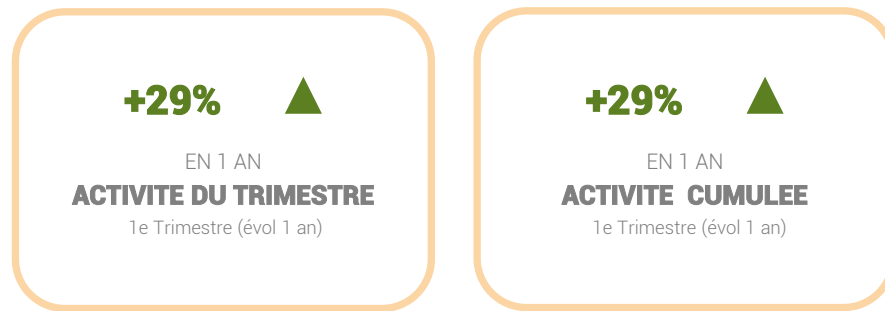 +29%
EN 1 AN
ACTIVITE DU TRIMESTRE
1e Trimestre (évol 1 an)
+29%
EN 1 AN
ACTIVITE  CUMULEE
1e Trimestre (évol 1 an)